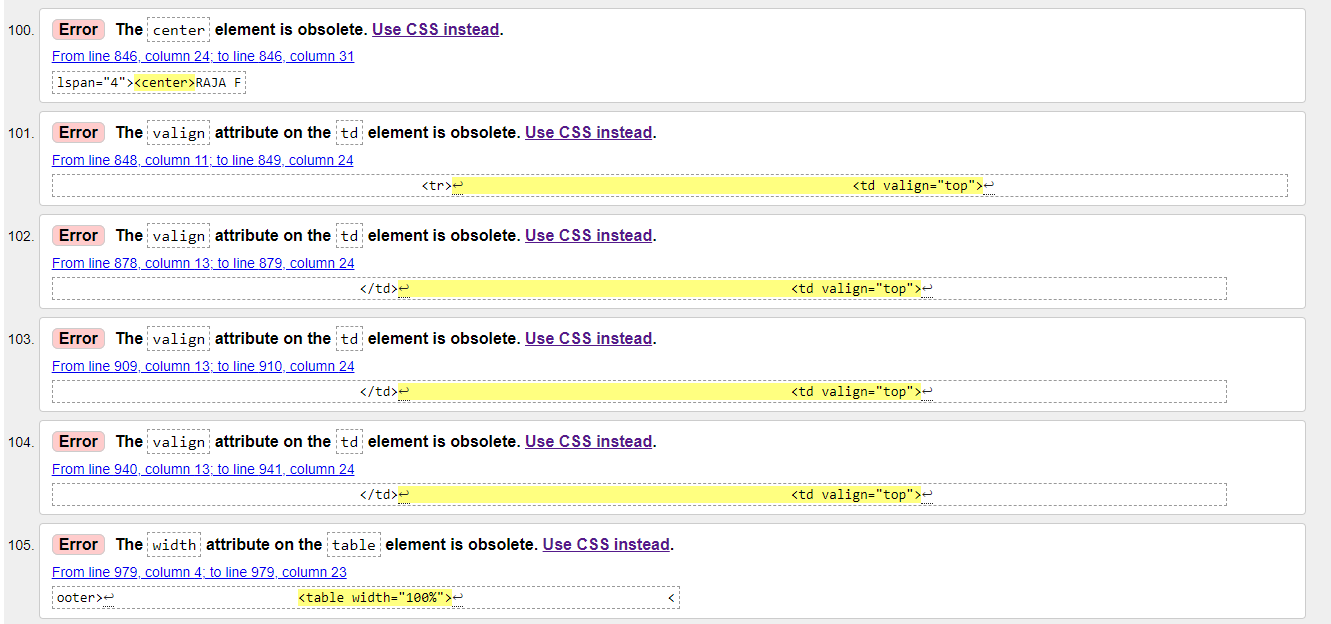 100. Error The center element is obsolete. Use CSS instead.
From line 846, column 24; to line 846, column 31
lspan="4"><center>RAJA F
101. Error The valign attribute on the td element is obsolete. Use CSS instead.
From line 848, column 11; to line 849, column 24
<tr>↩ <td valign="top">↩
102. Error The valign attribute on the td element is obsolete. Use CSS instead.
From line 878, column 13; to line 879, column 24
</td>↩ <td valign="top">↩
103. Error The valign attribute on the td element is obsolete. Use CSS instead.
From line 909, column 13; to line 910, column 24
</td>↩ <td valign="top">↩
104. Error The valign attribute on the td element is obsolete. Use CSS instead.
From line 940, column 13; to line 941, column 24
</td>↩ <td valign="top">↩
105. Error The width attribute on the table element is obsolete. Use CSS instead.
From line 979, column 4; to line 979, column 23
ooter>↩ <table width="100%">↩ <